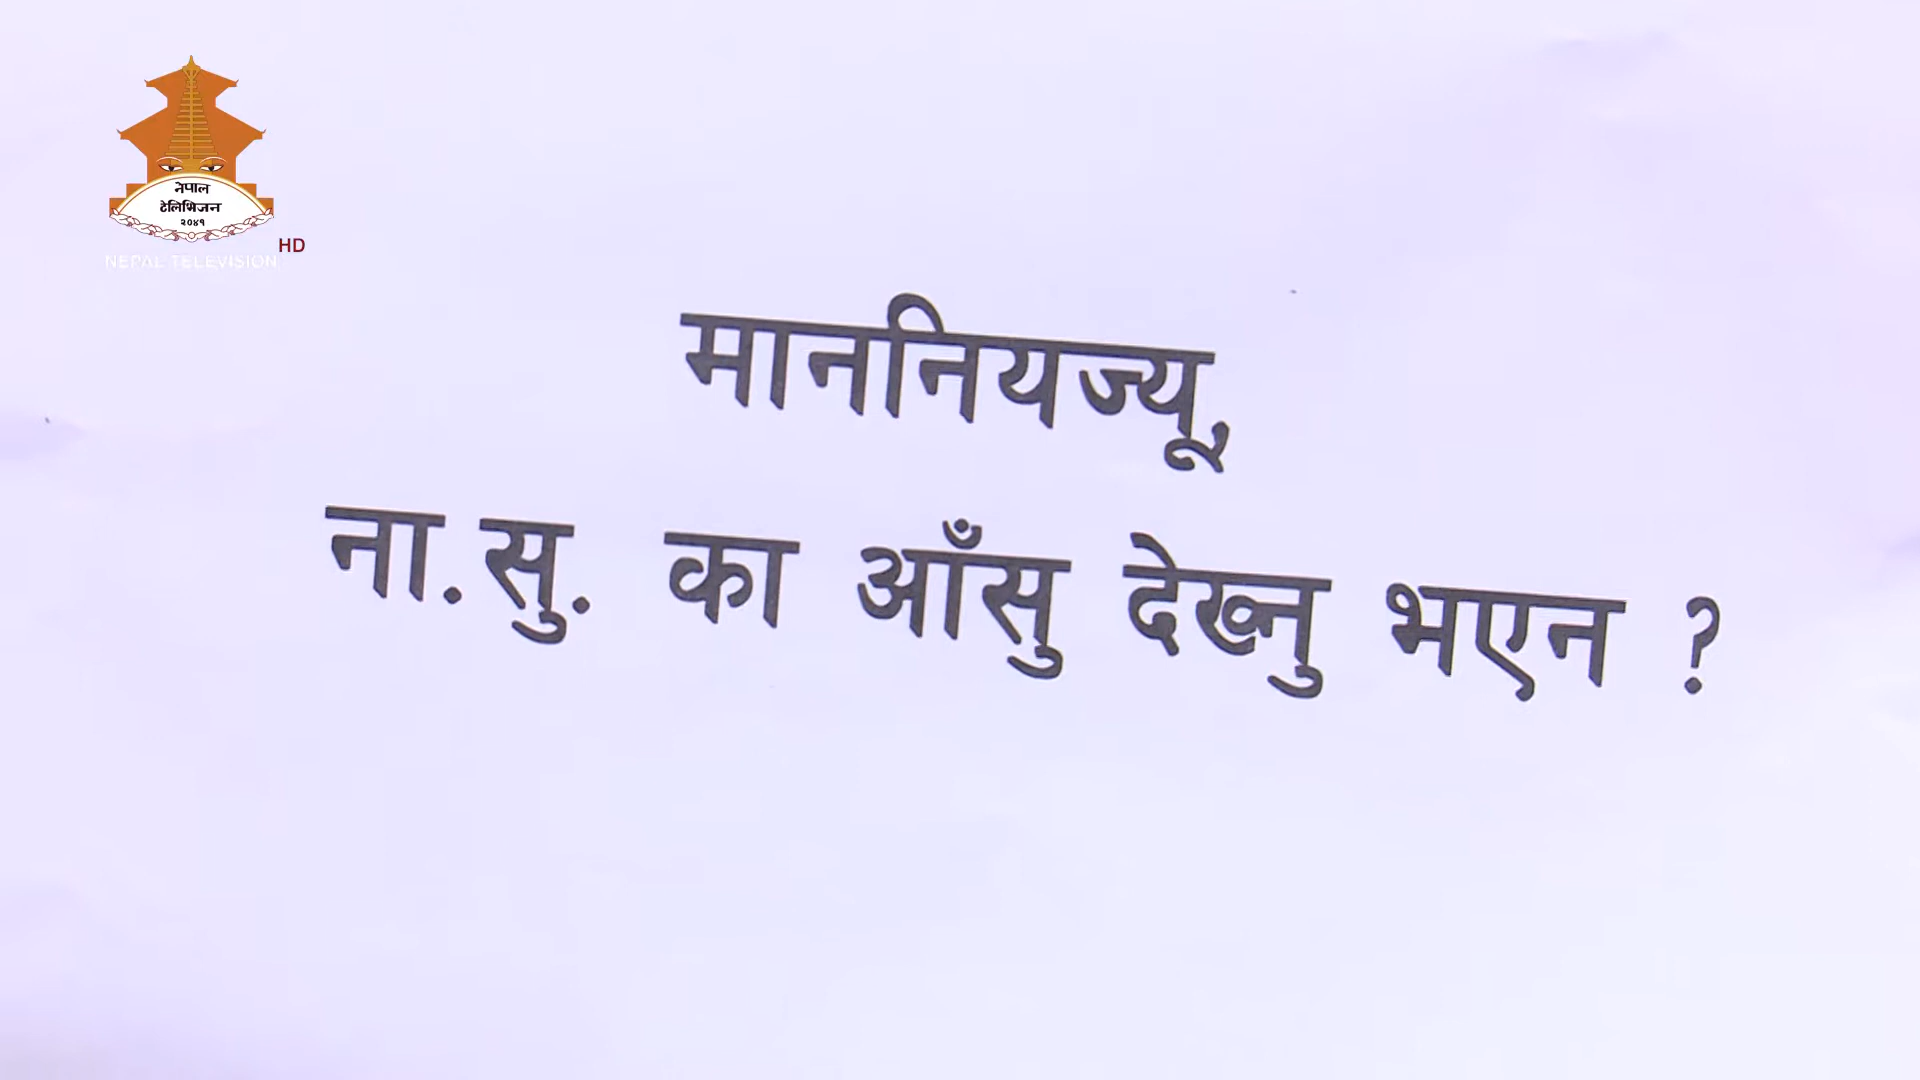 नेपाल
टेलिभिजन
२०४१
HD
NEPAL TELEVISION
माननियज्यू,
ना.सु. का आँसु देख्नु भएन ?